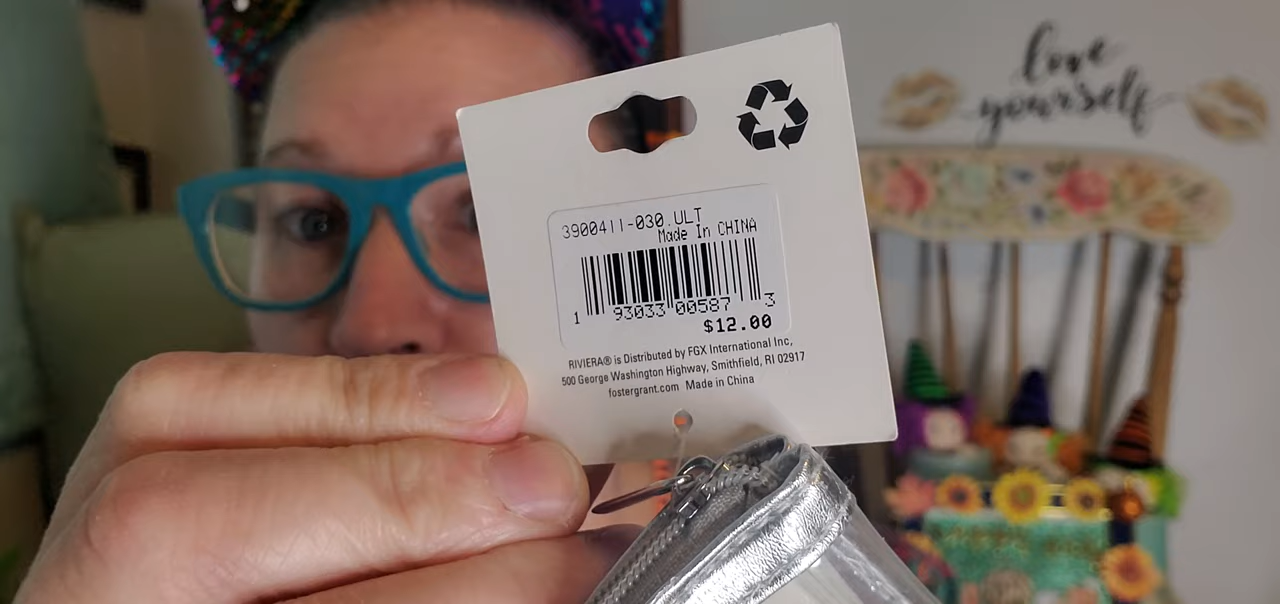 love
yourself
3900411-030.ULT
Made In CHINA
1 93033 00587 3
$12.00
RIVIERA® is Distributed by FGX International Inc,
500 George Washington Highway, Smithfield, RI 02917
fostergrant.com Made in China